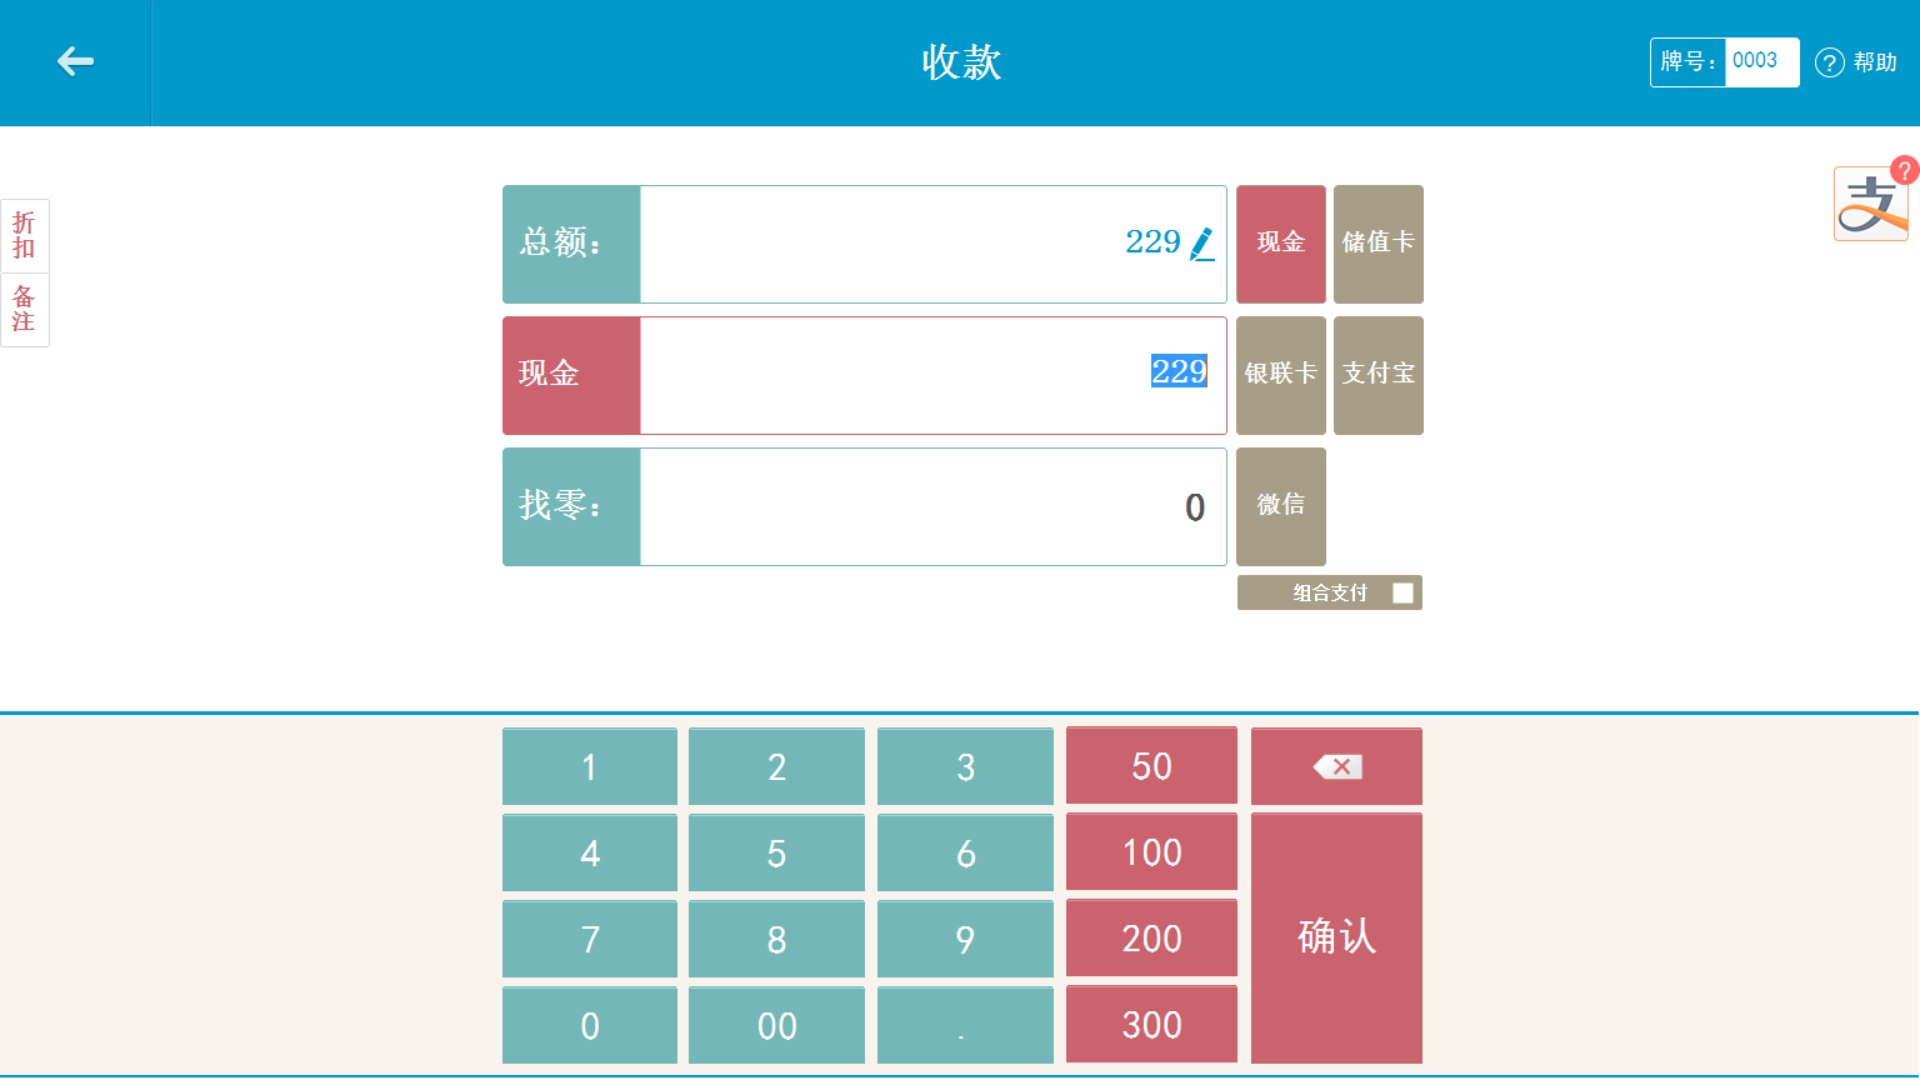 收款
牌号： 0003
? 帮助
折扣
备注
总额： 229
现金 储值卡
现金 229
银联卡 支付宝
找零： 0
微信
组合支付
支
?
1 2 3 50
4 5 6 100
7 8 9 200
确认
0 00 . 300